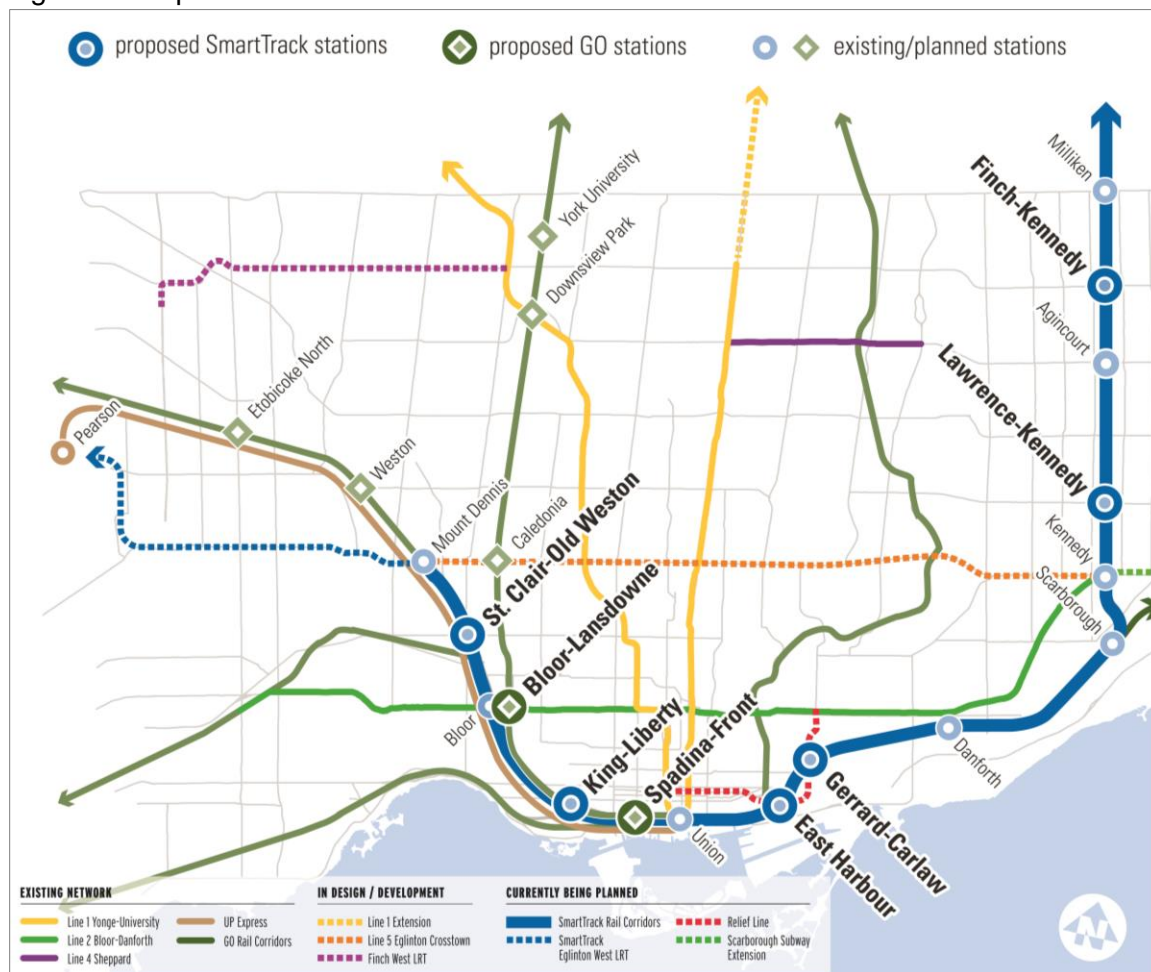 proposed SmartTrack stations
proposed GO stations
existing/planned stations
Milliken
Finch-Kennedy
York University
Downsview Park
Agincourt
Etobicoke North
Lawrence-Kennedy
Pearson
Weston
Mount Dennis
Caledonia
Kennedy
St. Clair-Old Weston
Scarborough
Bloor-Lansdowne
Bloor
King-Liberty
Spadina-Front
Danforth
Gerrard-Carlaw
Union
East Harbour
EXISTING NETWORK
Line 1 Yonge-University
UP Express
Line 2 Bloor-Danforth
GO Rail Corridors
Line 4 Sheppard
IN DESIGN / DEVELOPMENT
Line 1 Extension
Line 5 Eglinton Crosstown
Finch West LRT
CURRENTLY BEING PLANNED
SmartTrack Rail Corridors
Relief Line
SmartTrack
Eglinton West LRT
Scarborough Subway
Extension
N